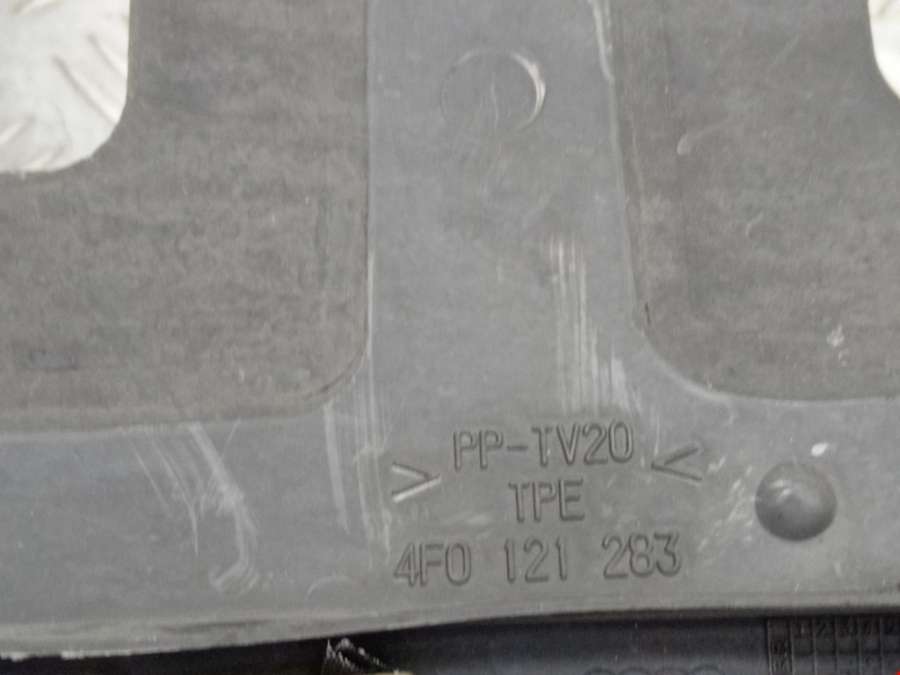 > PP-TV20 <
TPE
4F0 121 283